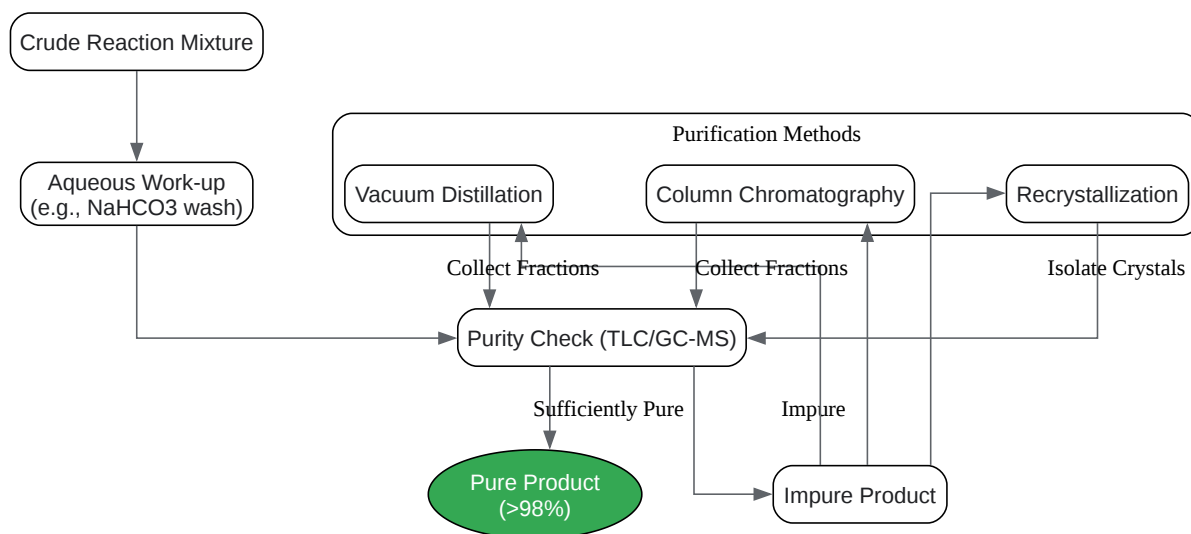 Crude Reaction Mixture
Purification Methods
Aqueous Work-up
(e.g., NaHCO3 wash)
Vacuum Distillation
Column Chromatography
Recrystallization
Collect Fractions
Collect Fractions
Isolate Crystals
Purity Check (TLC/GC-MS)
Sufficiently Pure
Impure
Pure Product
(>98%)
Impure Product